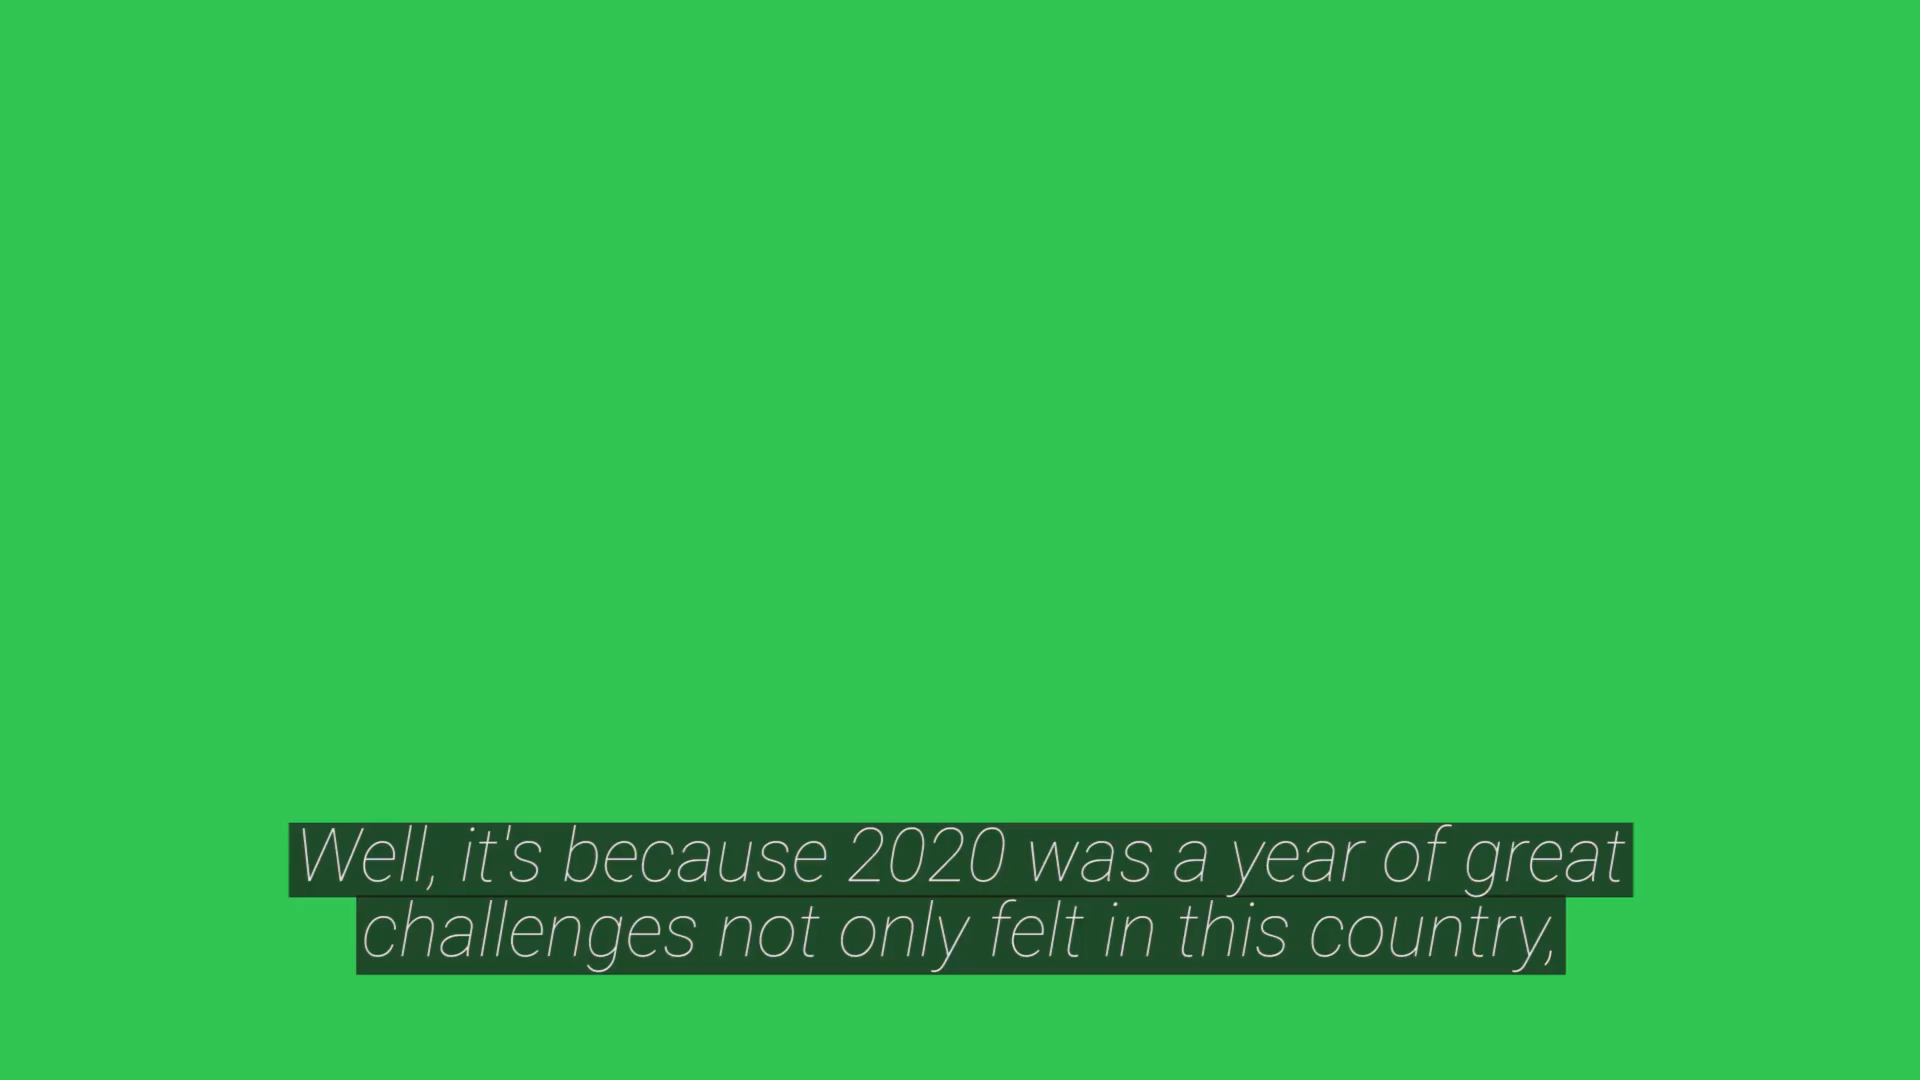 Well, it's because 2020 was a year of great
challenges not only felt in this country,